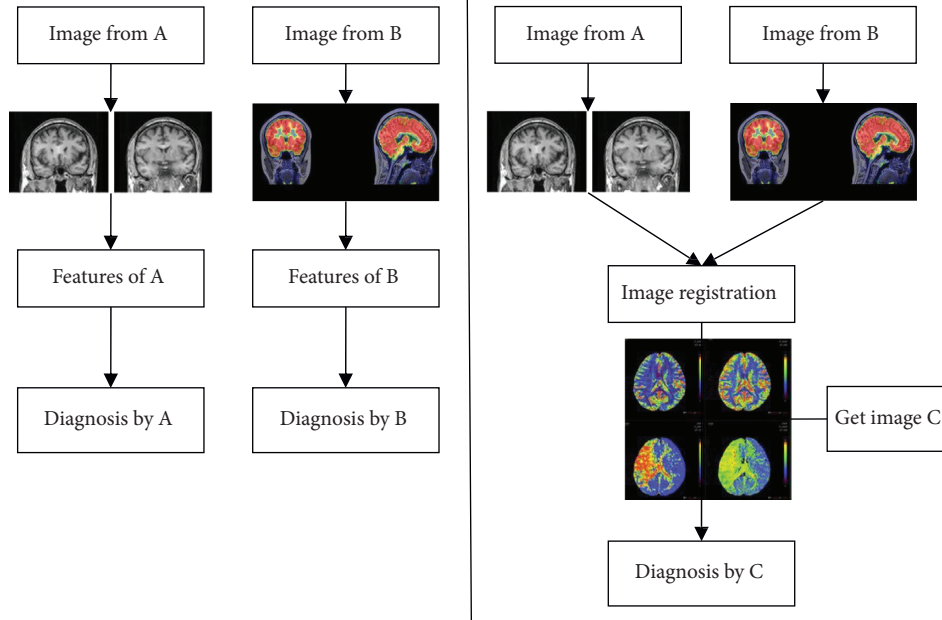 Image from A
Image from B
Features of A
Features of B
Diagnosis by A
Diagnosis by B
Image from A
Image from B
Image registration
Get image C
Diagnosis by C